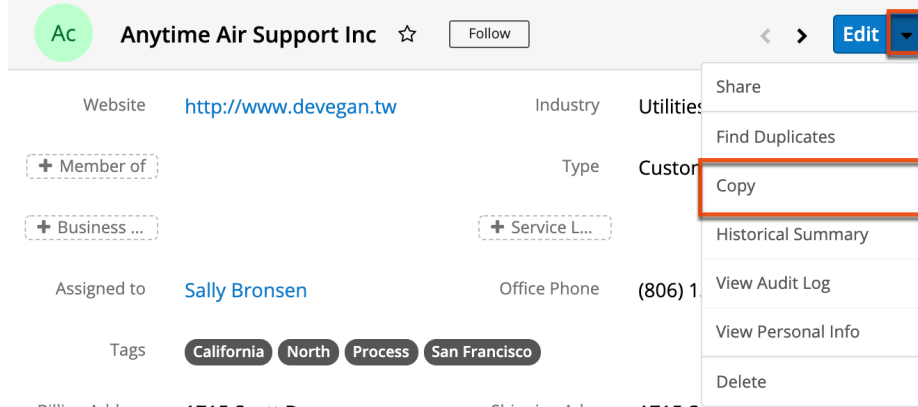 Ac Anytime Air Support Inc Follow Edit
Share
Website http://www.devegan.tw Industry Utilities
Find Duplicates
+ Member of Type
Copy
+ Business ... + Service L...
Historical Summary
Assigned to Sally Bronsen Office Phone (806) 1
View Audit Log
View Personal Info
Tags California North Process San Francisco
Delete